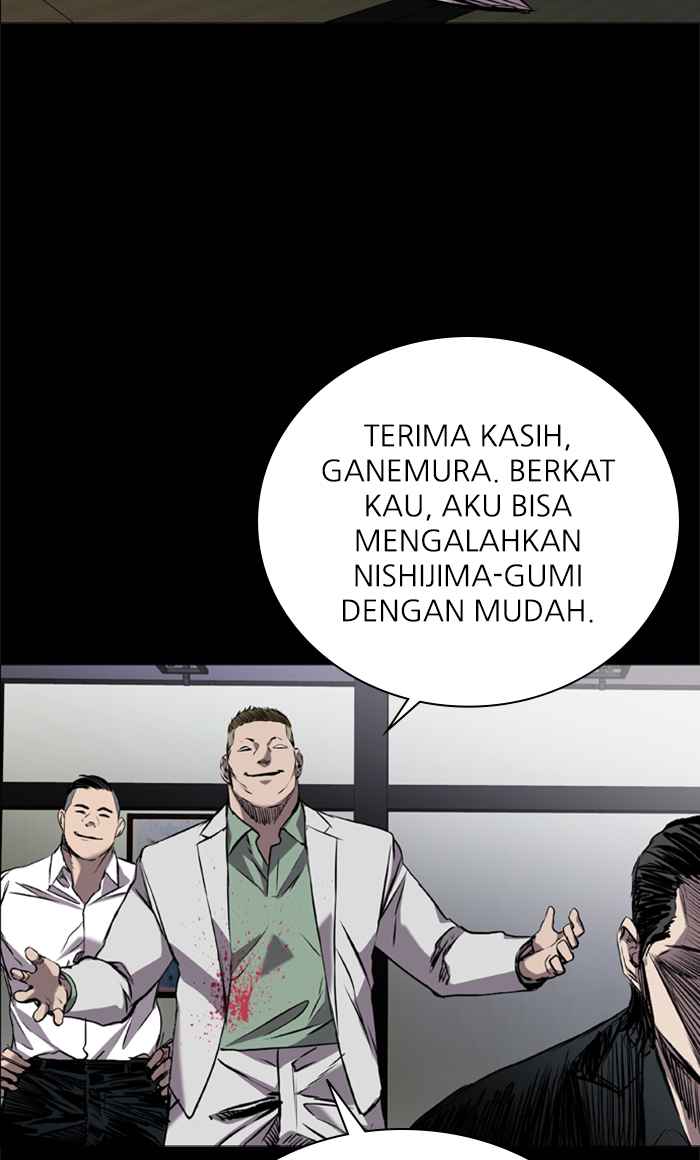 TERIMA KASIH,
GANEMURA. BERKAT
KAU, AKU BISA
MENGALAHKAN
NISHIJIMA-GUMI
DENGAN MUDAH.